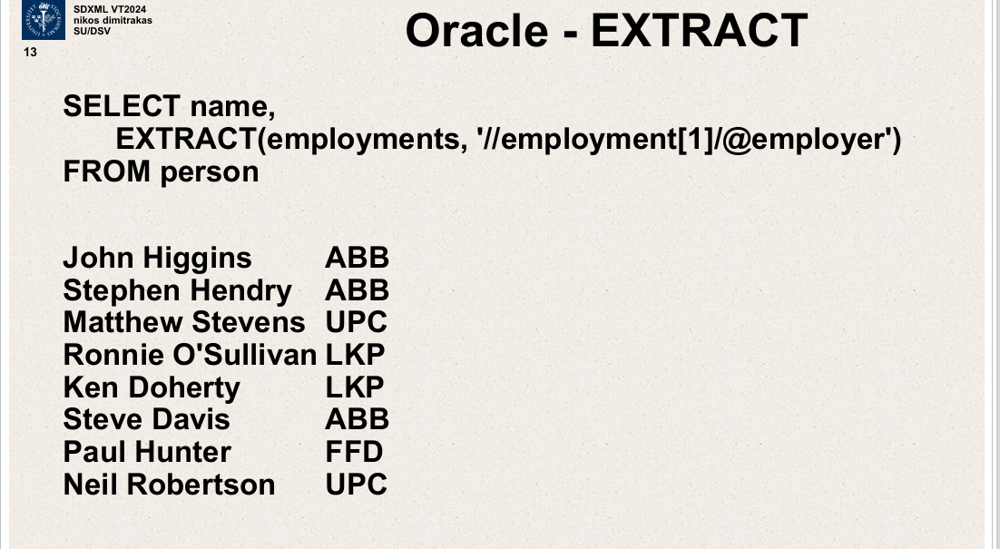 SDXML VT2024
nikos dimitrakas
SU/DSV
13
Oracle - EXTRACT
SELECT name,
EXTRACT(employments, '//employment[1]/@employer')
FROM person
John Higgins ABB
Stephen Hendry ABB
Matthew Stevens UPC
Ronnie O'Sullivan LKP
Ken Doherty LKP
Steve Davis ABB
Paul Hunter FFD
Neil Robertson UPC